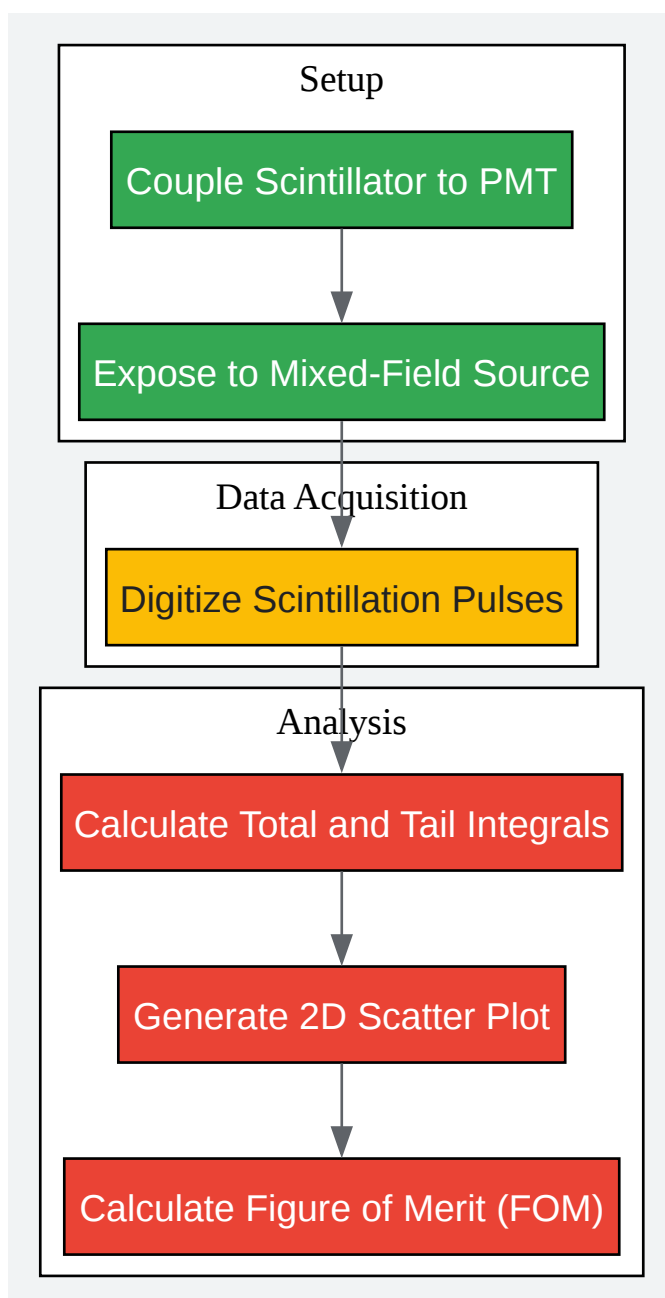 Setup
Couple Scintillator to PMT
Expose to Mixed-Field Source
Data Acquisition
Digitize Scintillation Pulses
Analysis
Calculate Total and Tail Integrals
Generate 2D Scatter Plot
Calculate Figure of Merit (FOM)